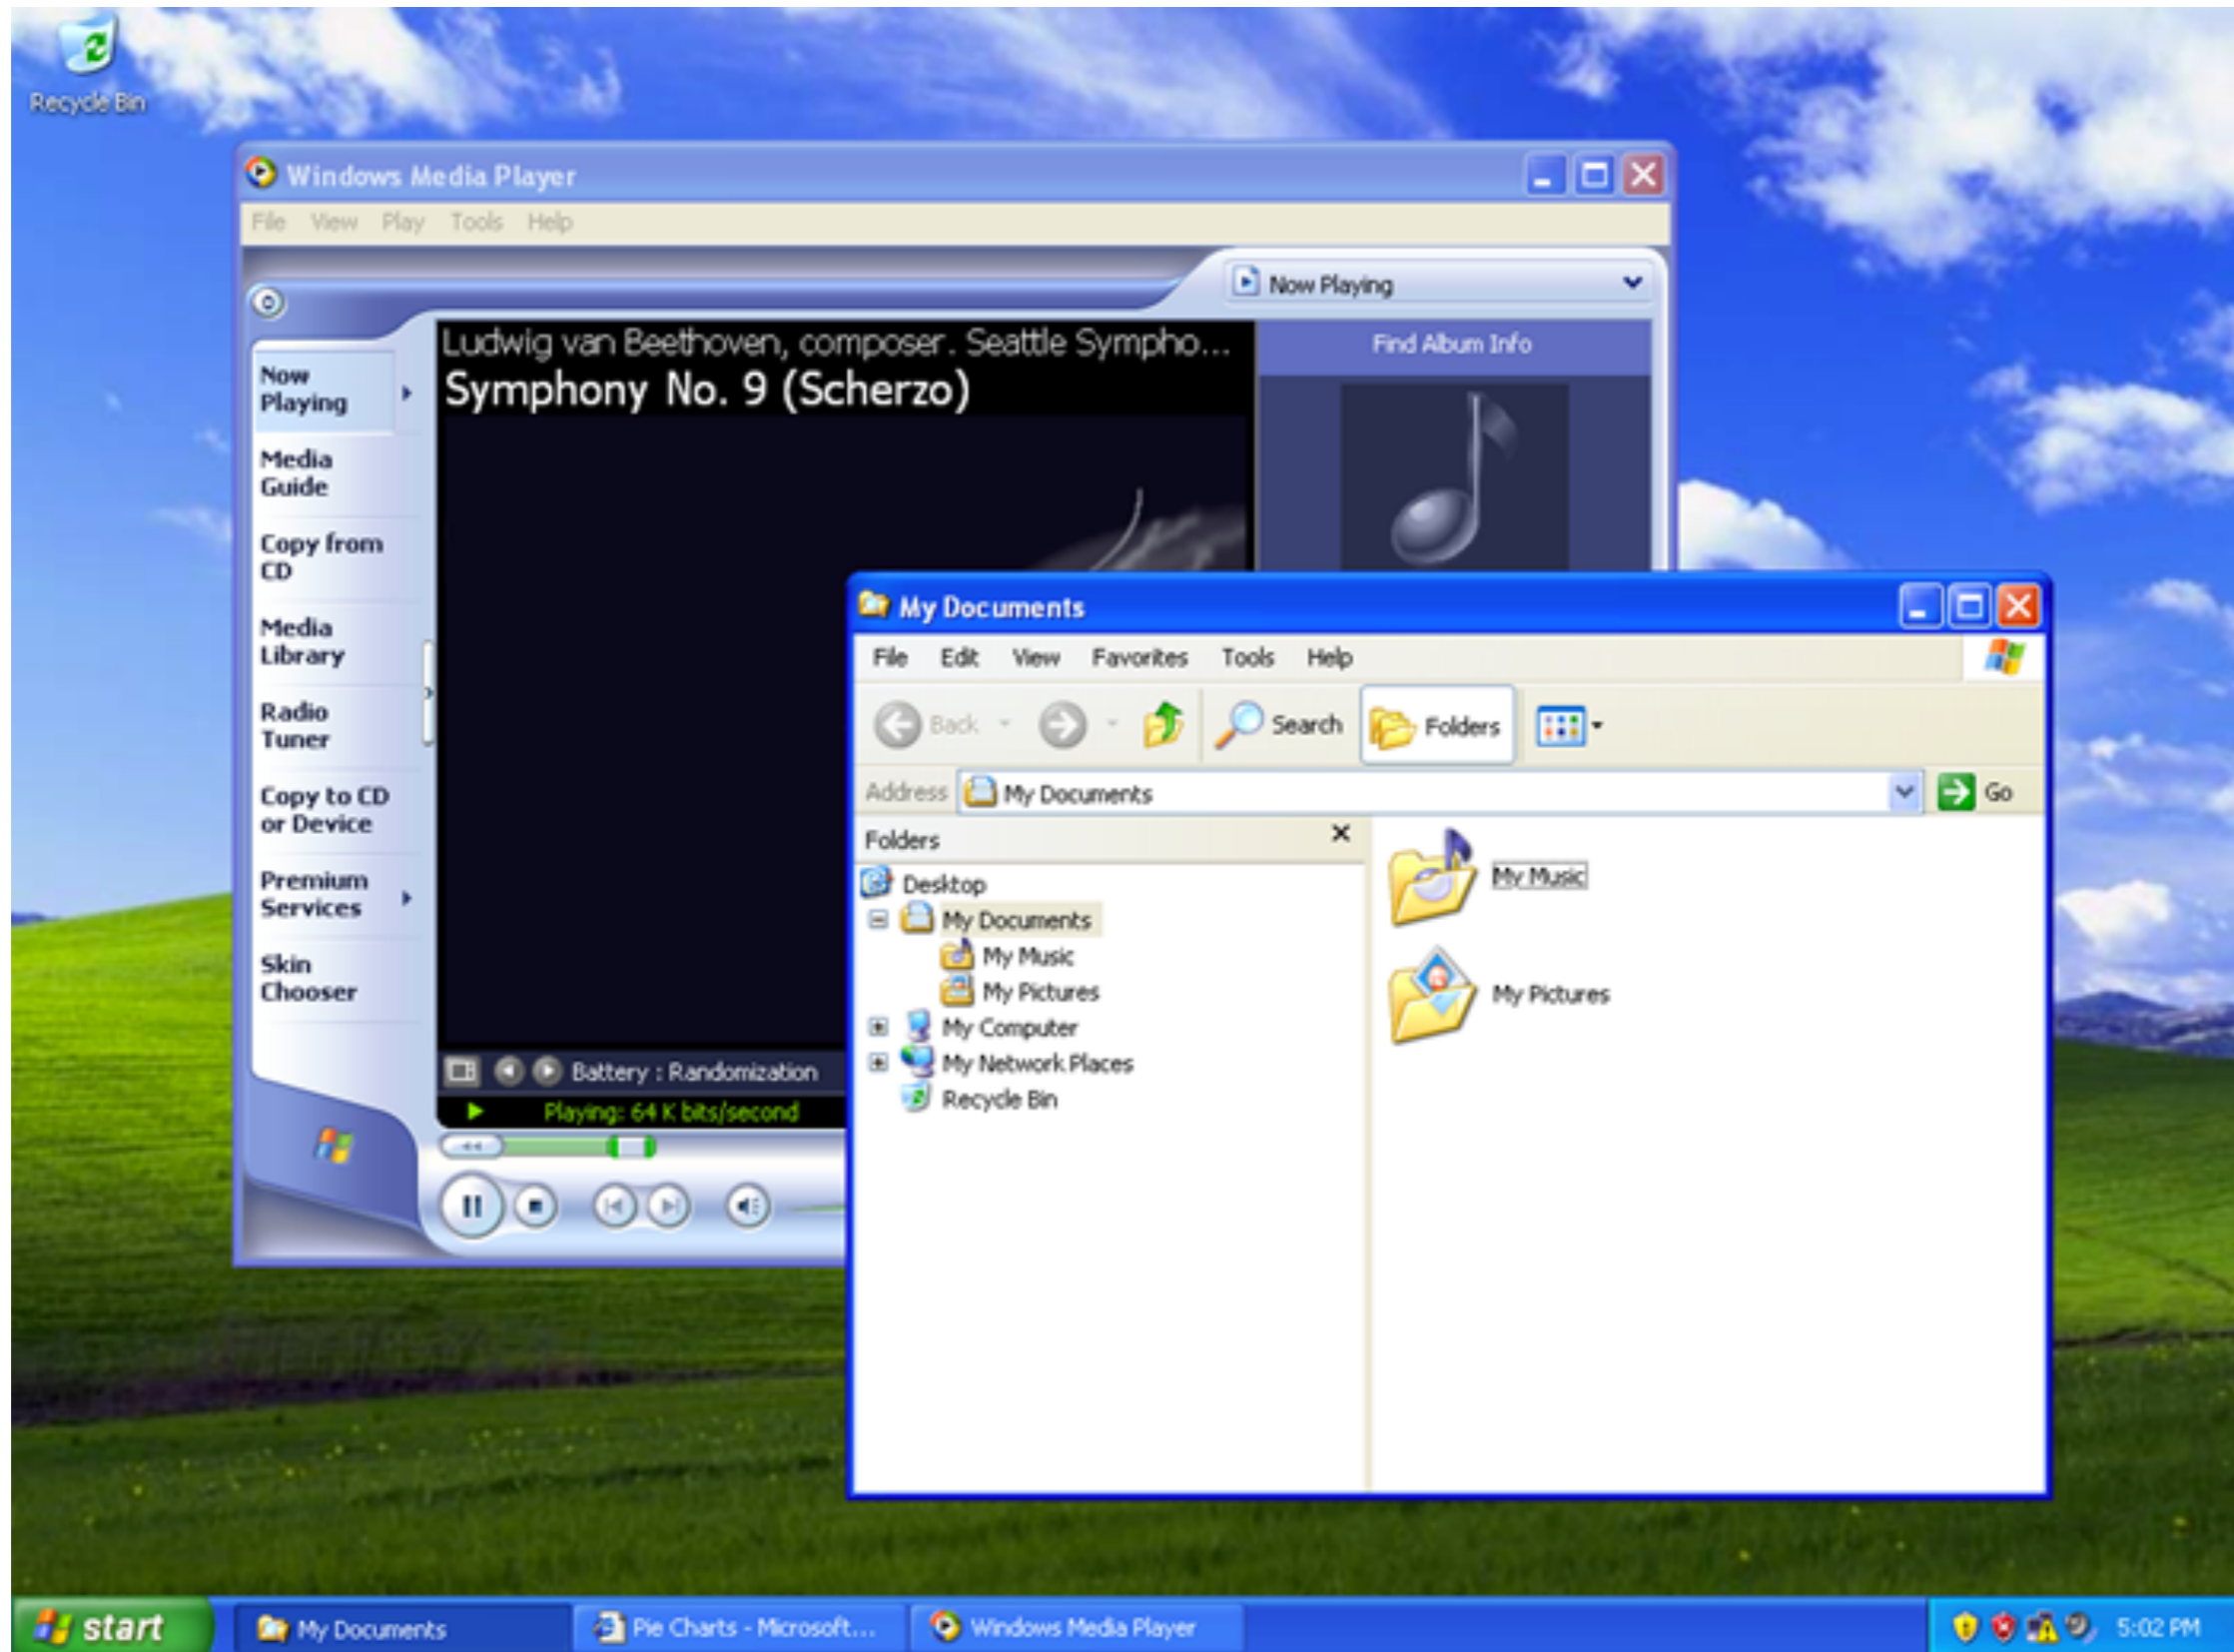 Recycle Bin
Windows Media Player
File View Play Tools Help
Now Playing
Ludwig van Beethoven, composer. Seattle Sympho...
Symphony No. 9 (Scherzo)
Find Album Info
Now
Playing
Media
Guide
Copy from
CD
Media
Library
Radio
Tuner
Copy to CD
or Device
Premium
Services
Skin
Chooser
Battery : Randomization
Playing: 64 K bits/second
My Documents
File Edit View Favorites Tools Help
Back Search Folders
Address My Documents Go
Folders
Desktop
My Documents
My Music
My Pictures
My Computer
My Network Places
Recycle Bin
My Music
My Pictures
start My Documents Pie Charts - Microsoft... Windows Media Player 5:02 PM